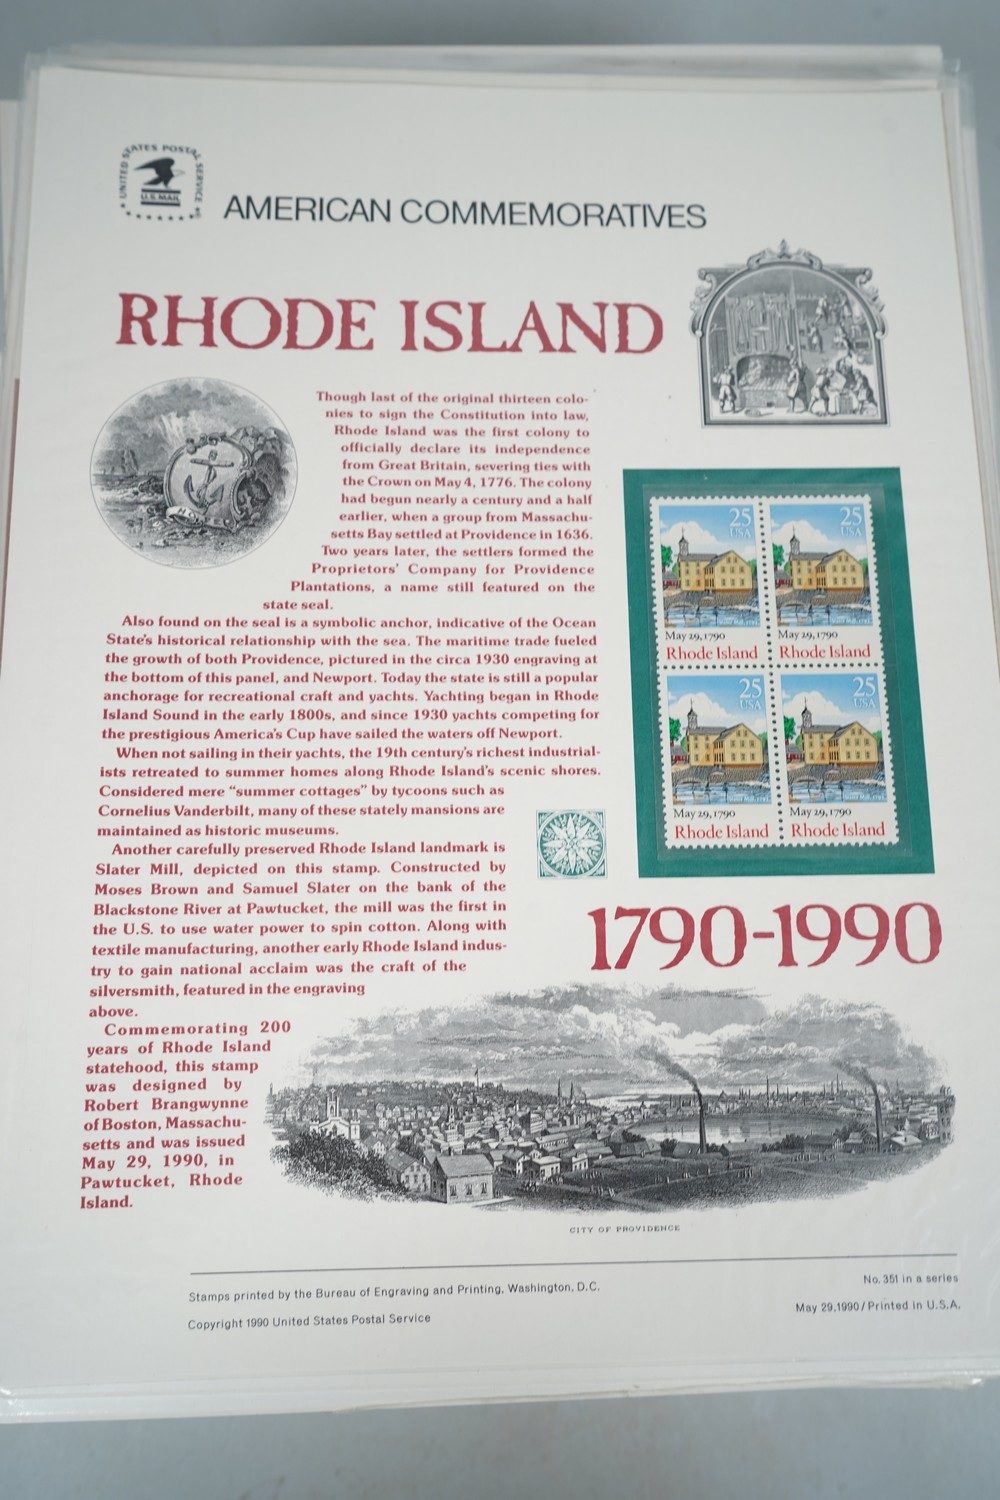 UNITED STATES POSTAL SERVICE
U.S. MAIL
AMERICAN COMMEMORATIVES
RHODE ISLAND
Though last of the original thirteen colo-
nies to sign the Constitution into law,
Rhode Island was the first colony to
officially declare its independence
from Great Britain, severing ties with
the Crown on May 4, 1776. The colony
had begun nearly a century and a half
earlier, when a group from Massachu-
setts Bay settled at Providence in 1636.
Two years later, the settlers formed the
Proprietors' Company for Providence
Plantations, a name still featured on the
state seal.
Also found on the seal is a symbolic anchor, indicative of the Ocean
State's historical relationship with the sea. The maritime trade fueled
the growth of both Providence, pictured in the circa 1930 engraving at
the bottom of this panel, and Newport. Today the state is still a popular
anchorage for recreational craft and yachts. Yachting began in Rhode
Island Sound in the early 1800s, and since 1930 yachts competing for
the prestigious America's Cup have sailed the waters off Newport.
When not sailing in their yachts, the 19th century's richest industrial-
ists retreated to summer homes along Rhode Island's scenic shores.
Considered mere "summer cottages" by tycoons such as
Cornelius Vanderbilt, many of these stately mansions are
maintained as historic museums.
Another carefully preserved Rhode Island landmark is
Slater Mill, depicted on this stamp. Constructed by
Moses Brown and Samuel Slater on the bank of the
Blackstone River at Pawtucket, the mill was the first in
the U.S. to use water power to spin cotton. Along with
textile manufacturing, another early Rhode Island indus-
try to gain national acclaim was the craft of the
silversmith, featured in the engraving
above.
Commemorating 200
years of Rhode Island
statehood, this stamp
was designed by
Robert Brangwynne
of Boston, Massachu-
setts and was issued
May 29, 1990, in
Pawtucket, Rhode
Island.
25
USA
May 29, 1790
Rhode Island
25
USA
May 29, 1790
Rhode Island
25
USA
May 29, 1790
Rhode Island
25
USA
May 29, 1790
Rhode Island
1790-1990
CITY OF PROVIDENCE
Stamps printed by the Bureau of Engraving and Printing, Washington, D.C.
Copyright 1990 United States Postal Service
No. 351 in a series
May 29, 1990/Printed in U.S.A.